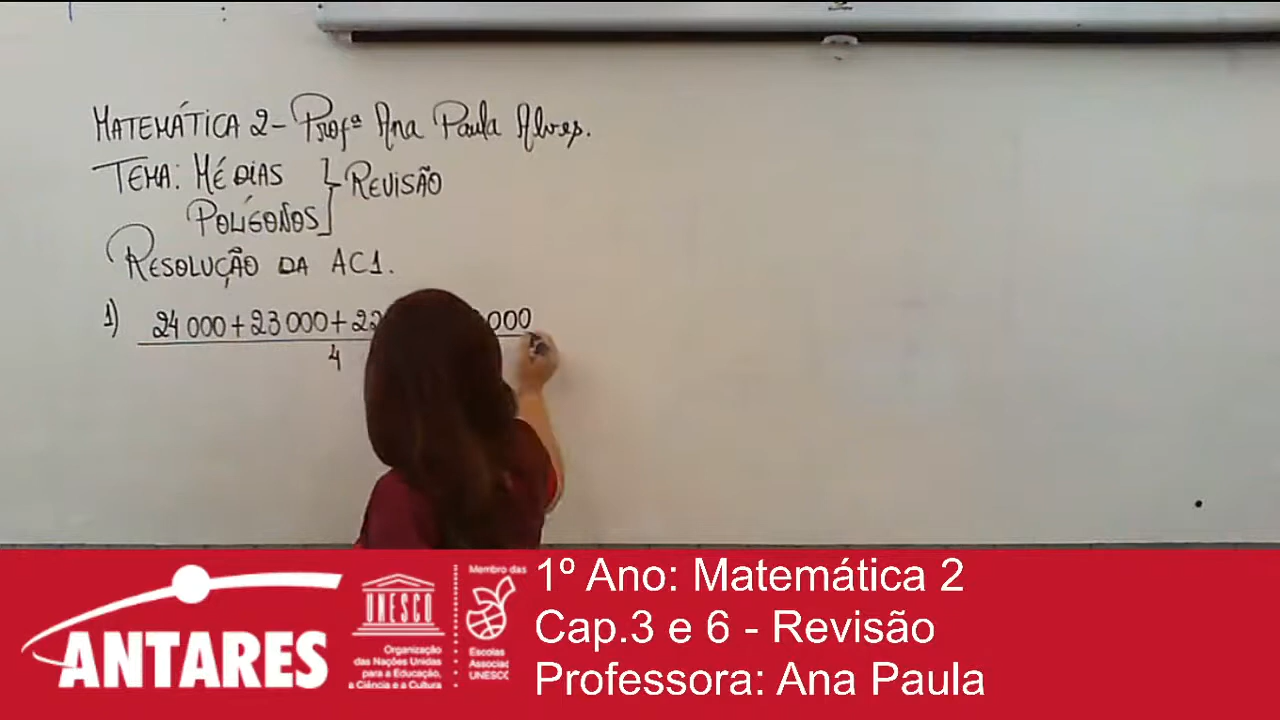 MATEMÁTICA 2 - Profª Ana Paula Alves.
TEMA: MÉDIAS
POLÍGONOS } REVISÃO
RESOLUÇÃO DA AC1.
1) 24 000 + 23 000 + 22 000
4
1º Ano: Matemática 2
Cap.3 e 6 - Revisão
Professora: Ana Paula
ANTARES
UNESCO
Organização
das Nações Unidas
para a Educação,
a Ciência e a Cultura
Membro das
Escolas
Associad
UNESCO